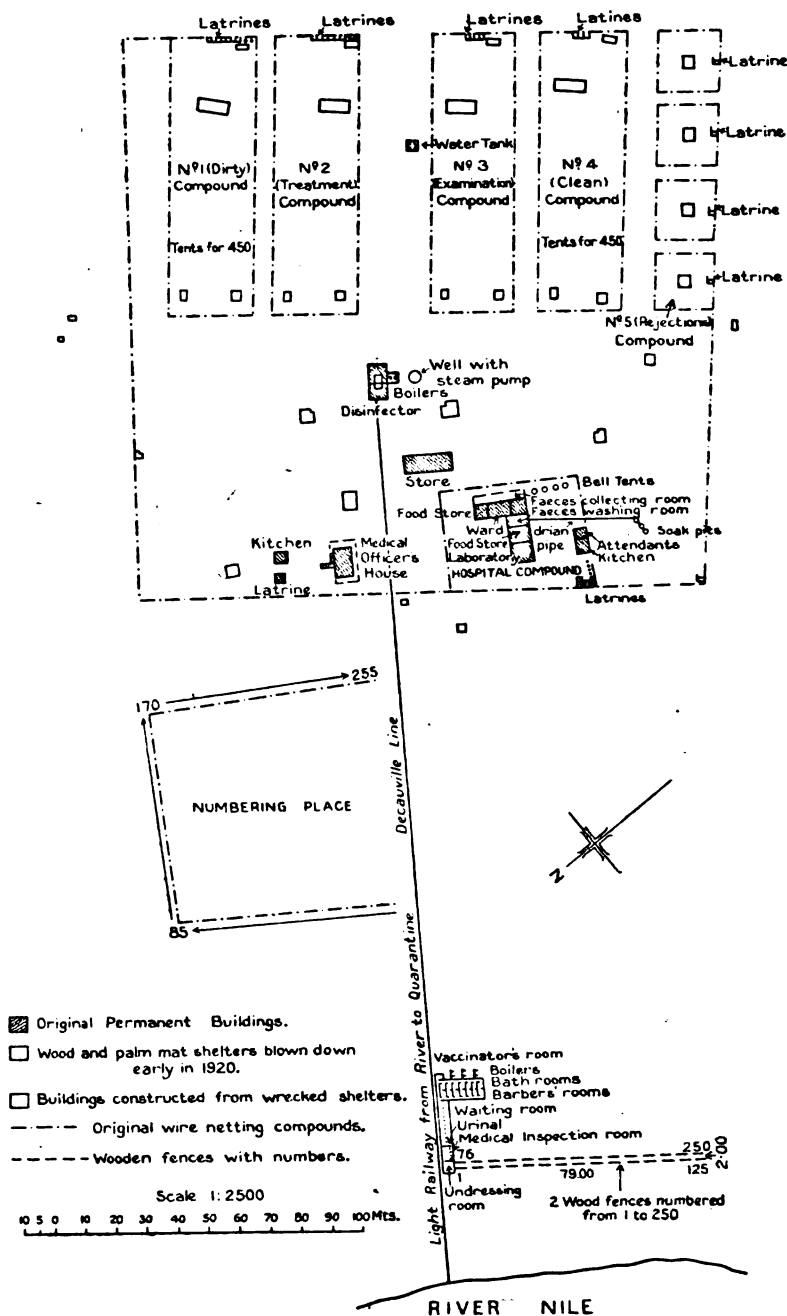 Latrines
Latines
Latrines
Latrines
Latrine
Latrine
Latrine
Latrine
Water Tank
Nº1 (Dirty)
Compound
Nº2
(Treatment)
Compound
Nº 3
(Examination)
Compound
Nº 4
(Clean)
Compound
Tents for 450
Tents for 450
Nº5 (Rejections)
Compound
Well with
steam pump
Boilers
Disinfector
Store
Bell Tents
Faeces collecting room
Food Store
Faeces washing room
Ward
drian
pipe
Soak pits
Food Store
Laboratory
Attendants
Kitchen
HOSPITAL COMPOUND
Latrines
Kitchen
Latrine
Medical
Officers
House
170
255
NUMBERING PLACE
85
Decauville Line
Light Railway from River to Quarantine
N
Original Permanent Buildings.
Wood and palm mat shelters blown down
early in 1920.
Buildings constructed from wrecked shelters.
Original wire netting compounds.
Wooden fences with numbers.
Scale 1:2500
10 5 0 10 20 30 40 50 60 70 80 90 100 Mts.
Vaccinator's room
Boilers
Bath rooms
Barbers' rooms
Waiting room
Urinal
Medical Inspection room
76
250
1
79.00
125
2.00
Undressing
room
2 Wood fences numbered
from 1 to 250
RIVER NILE